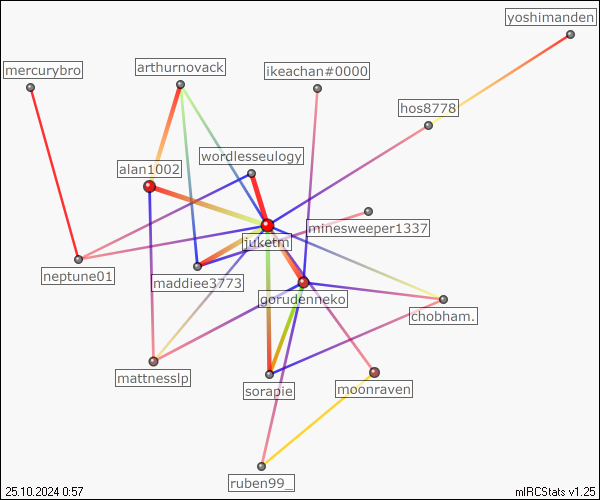 yoshimanden
arthurnovack
mercurybro
ikeachan#0000
hos8778
wordlesseulogy
alan1002
minesweeper1337
juketm
neptune01
maddiee3773
gorudenneko
chobham.
mattnesslp
sorapie
moonraven
ruben99_
25.10.2024 0:57
mIRCStats v1.25